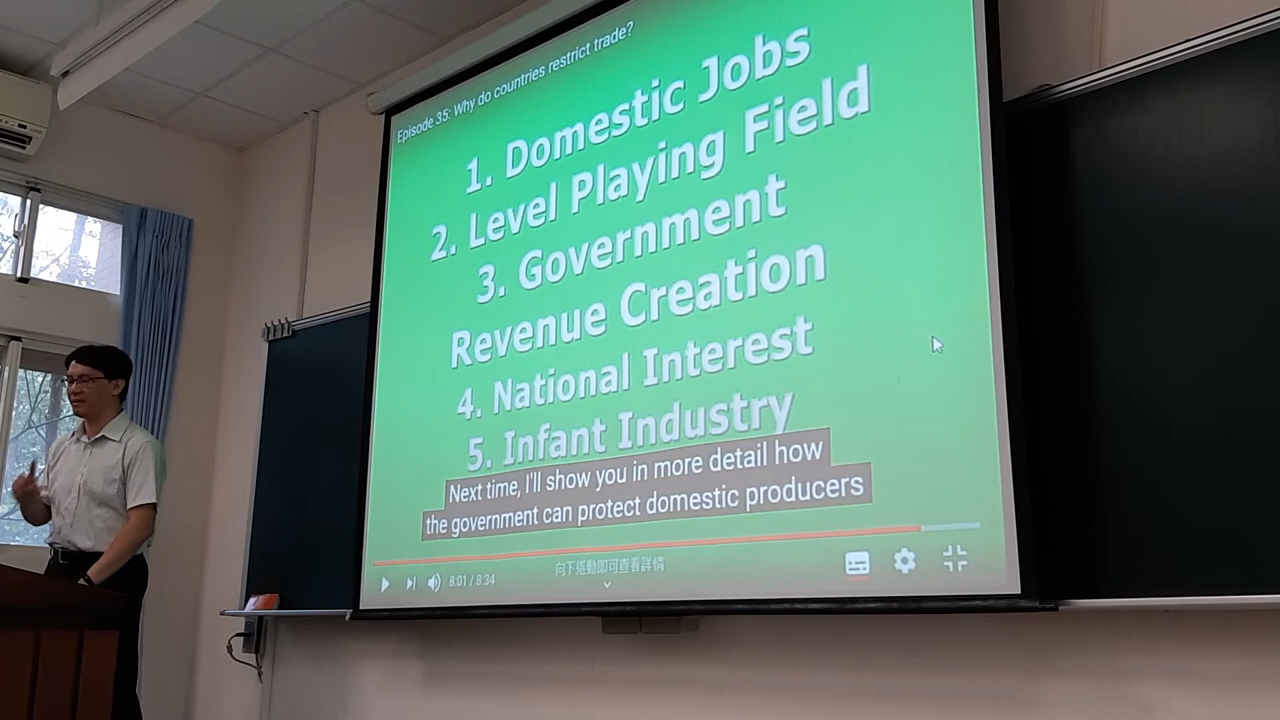 Episode 35: Why do countries restrict trade?
1. Domestic Jobs
2. Level Playing Field
3. Government
Revenue Creation
4. National Interest
5. Infant Industry
Next time, I'll show you in more detail how
the government can protect domestic producers
向下捲動即可查看詳情
8:01 / 8:34